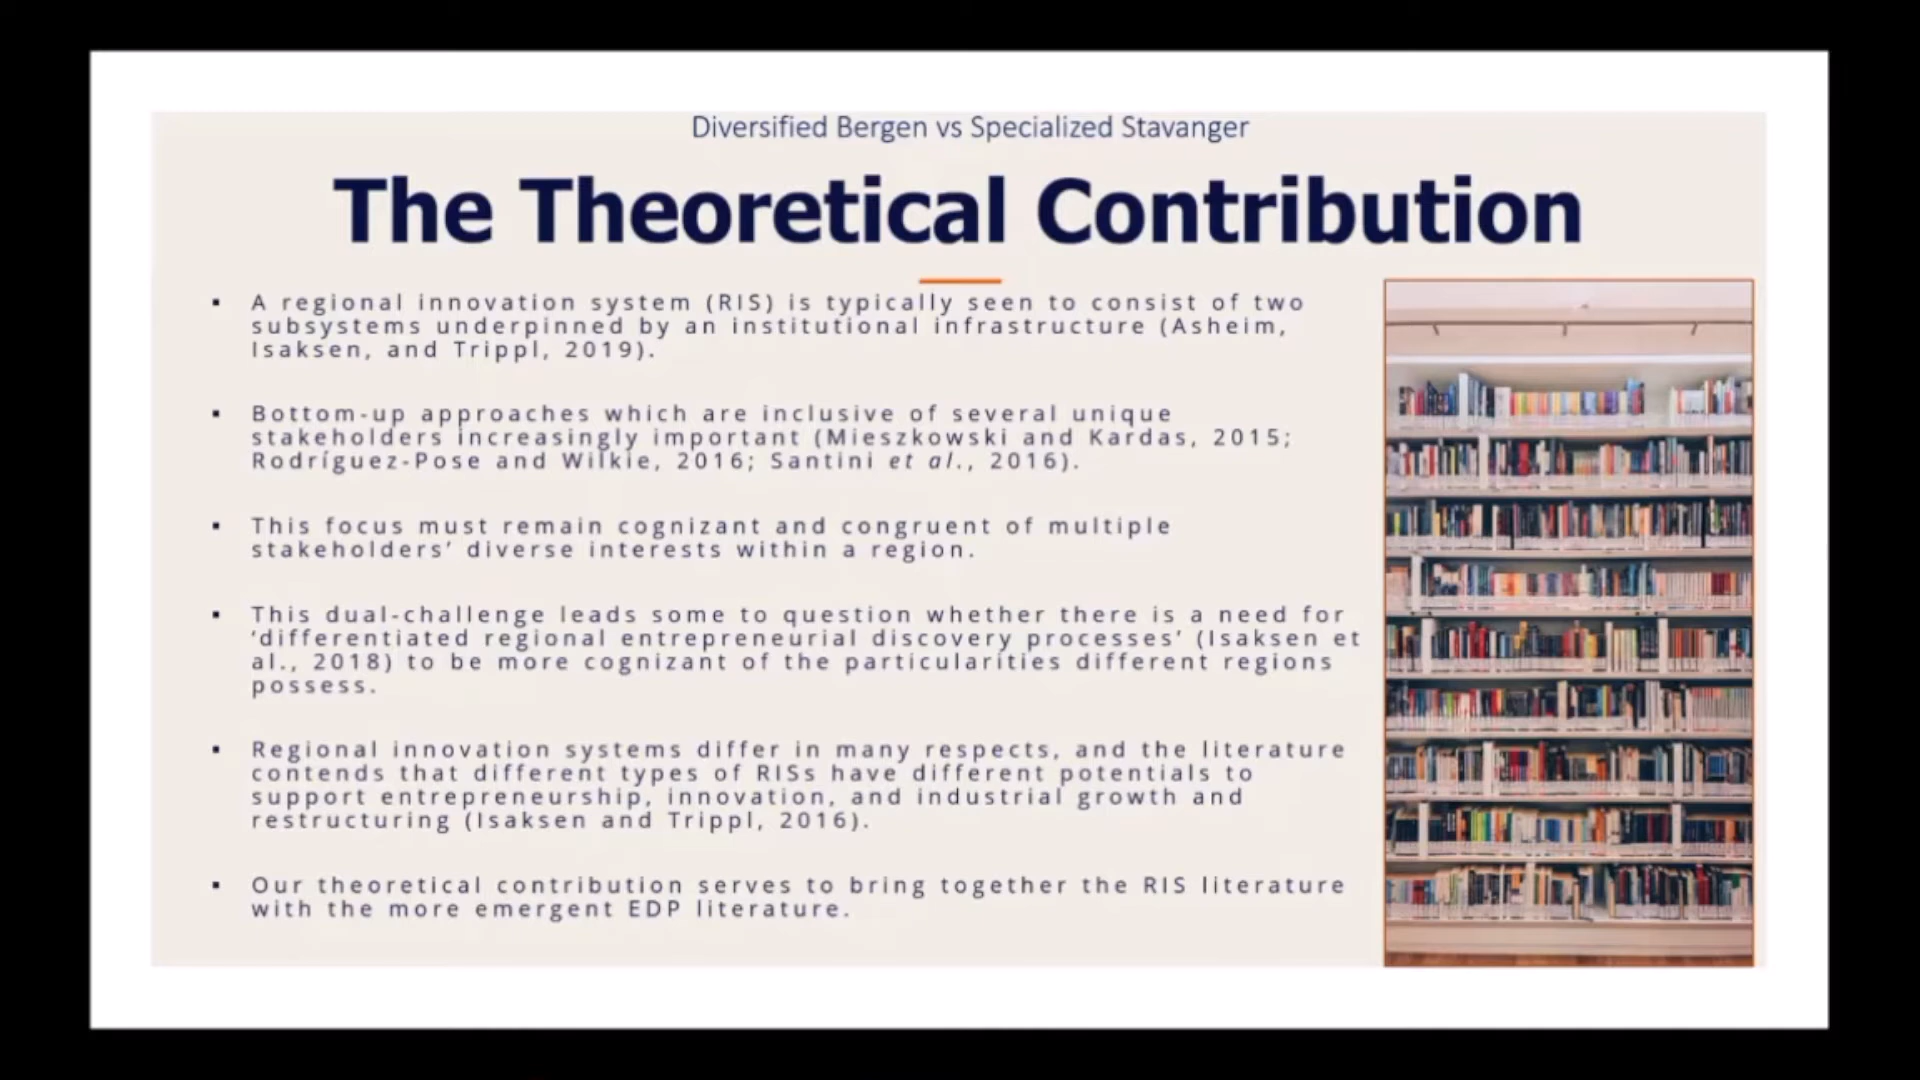 Diversified Bergen vs Specialized Stavanger
The Theoretical Contribution
▪ A regional innovation system (RIS) is typically seen to consist of two
subsystems underpinned by an institutional infrastructure (Asheim,
Isaksen, and Trippl, 2019).
▪ Bottom-up approaches which are inclusive of several unique
stakeholders increasingly important (Mieszkowski and Kardas, 2015;
Rodríguez-Pose and Wilkie, 2016; Santini et al., 2016).
▪ This focus must remain cognizant and congruent of multiple
stakeholders’ diverse interests within a region.
▪ This dual-challenge leads some to question whether there is a need for
‘differentiated regional entrepreneurial discovery processes’ (Isaksen et
al., 2018) to be more cognizant of the particularities different regions
possess.
▪ Regional innovation systems differ in many respects, and the literature
contends that different types of RISs have different potentials to
support entrepreneurship, innovation, and industrial growth and
restructuring (Isaksen and Trippl, 2016).
▪ Our theoretical contribution serves to bring together the RIS literature
with the more emergent EDP literature.